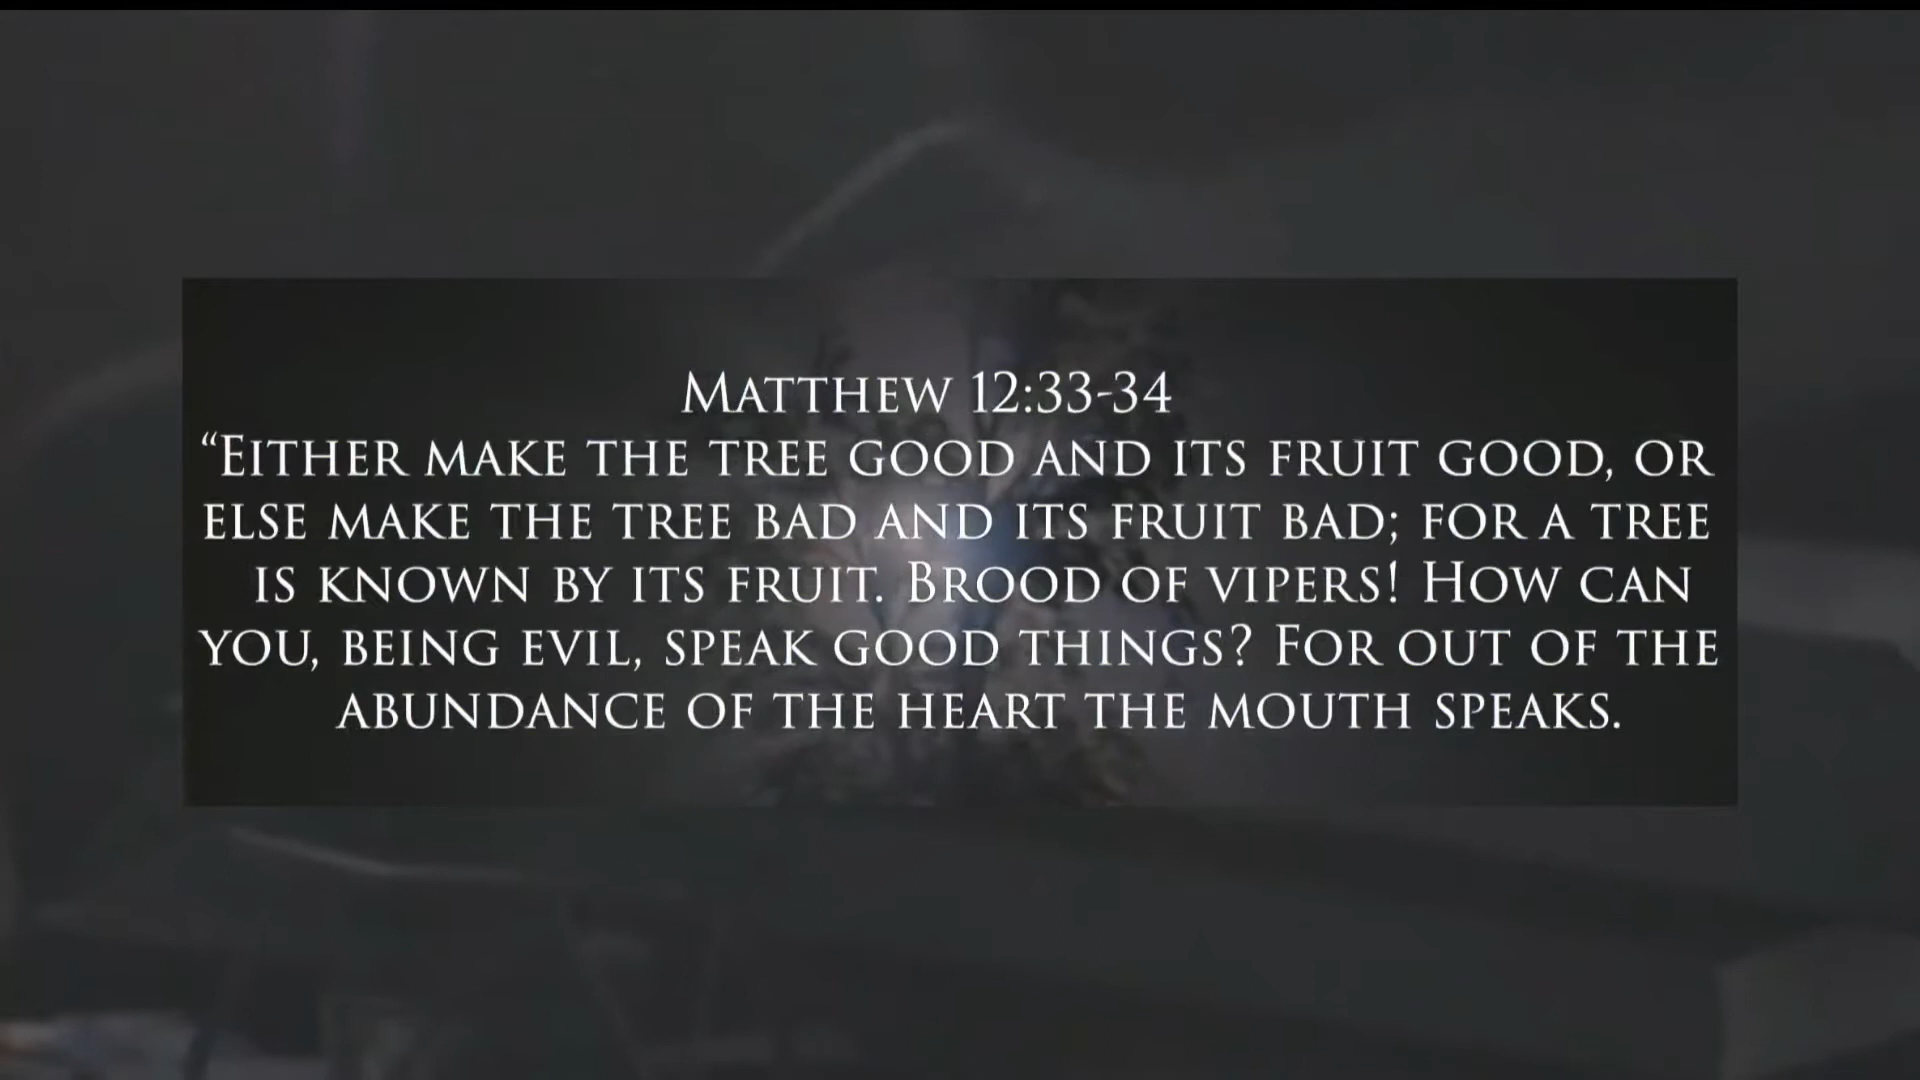 Matthew 12:33-34
“Either make the tree good and its fruit good, or
else make the tree bad and its fruit bad; for a tree
is known by its fruit. Brood of vipers! How can
you, being evil, speak good things? For out of the
abundance of the heart the mouth speaks.